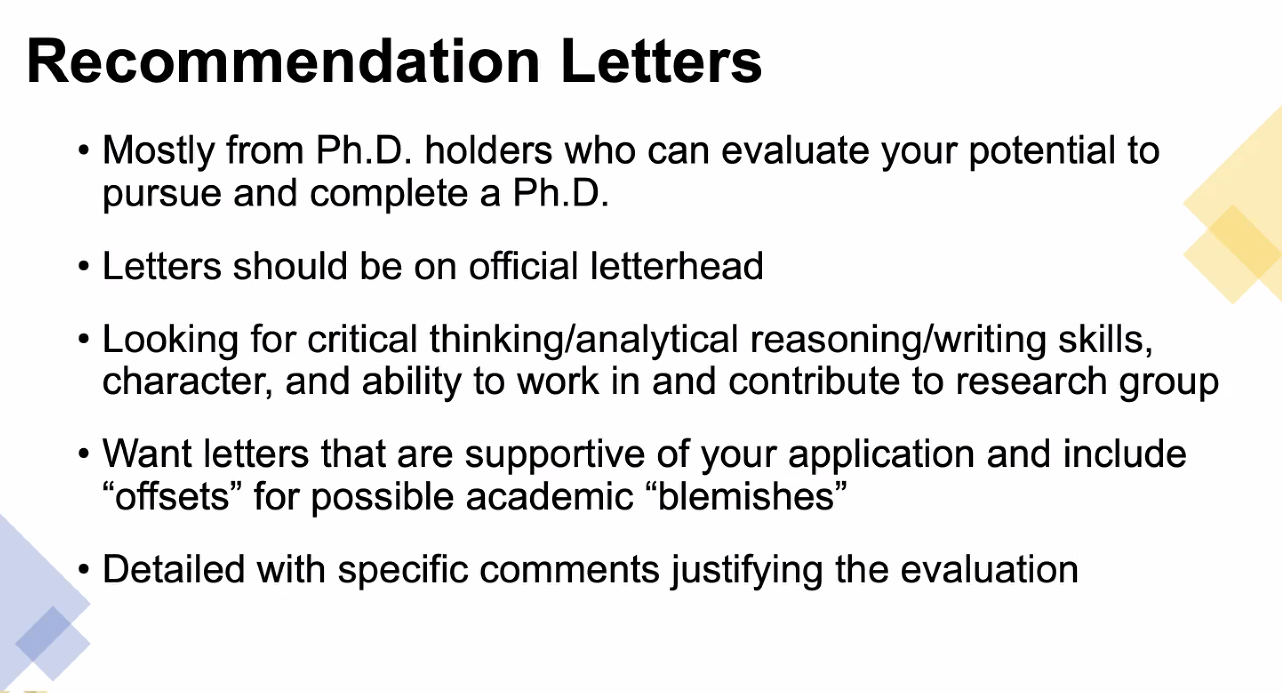 Recommendation Letters
• Mostly from Ph.D. holders who can evaluate your potential to
pursue and complete a Ph.D.
• Letters should be on official letterhead
• Looking for critical thinking/analytical reasoning/writing skills,
character, and ability to work in and contribute to research group
• Want letters that are supportive of your application and include
“offsets” for possible academic “blemishes”
• Detailed with specific comments justifying the evaluation